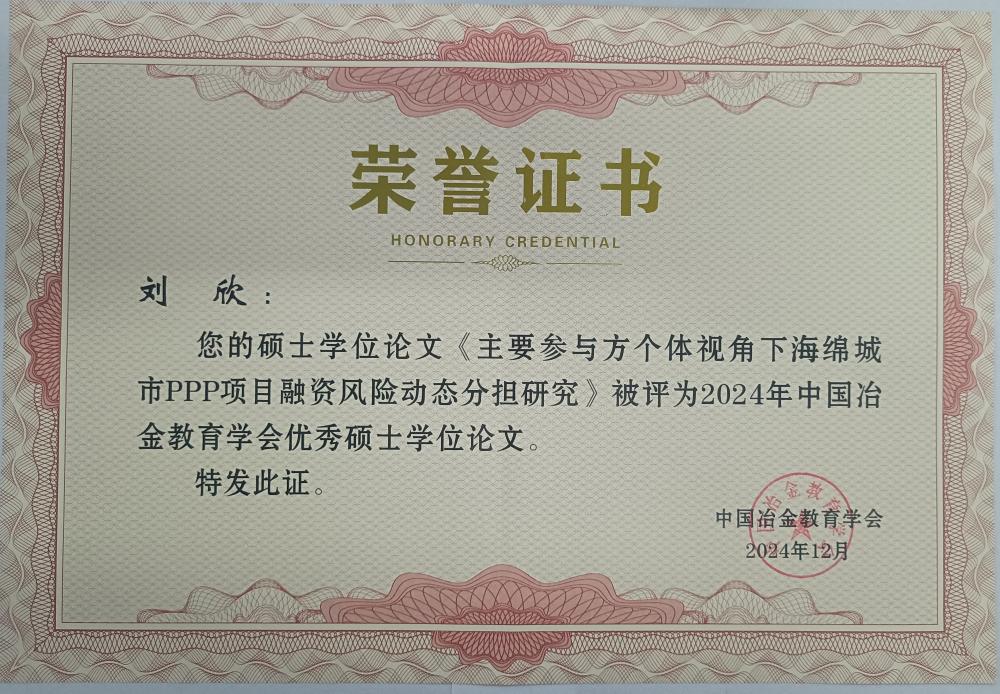 荣誉证书
HONORARY CREDENTIAL
刘 欣：
您的硕士学位论文《主要参与方个体视角下海绵城
市PPP项目融资风险动态分担研究》被评为2024年中国冶
金教育学会优秀硕士学位论文。
特发此证。
中国冶金教育学会
2024年12月